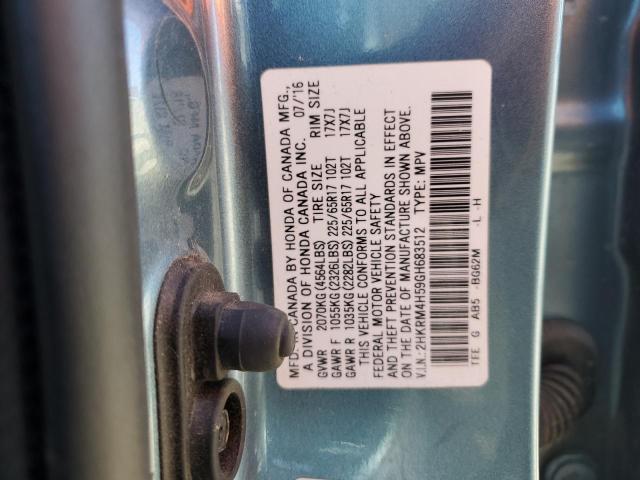 MFD. IN CANADA BY HONDA OF CANADA MFG.,
A DIVISION OF HONDA CANADA INC. 07/'16
GVWR 2070KG(4564LBS) TIRE SIZE RIM SIZE
GAWR F 1055KG(2326LBS) 225/65R17 102T 17X7J
GAWR R 1035KG(2282LBS) 225/65R17 102T 17X7J
THIS VEHICLE CONFORMS TO ALL APPLICABLE
FEDERAL MOTOR VEHICLE SAFETY
AND THEFT PREVENTION STANDARDS IN EFFECT
ON THE DATE OF MANUFACTURE SHOWN ABOVE.
V.I.N.:2HKRM4H59GH683512 TYPE: MPV
TFE G AB5 -BG62M -L -H